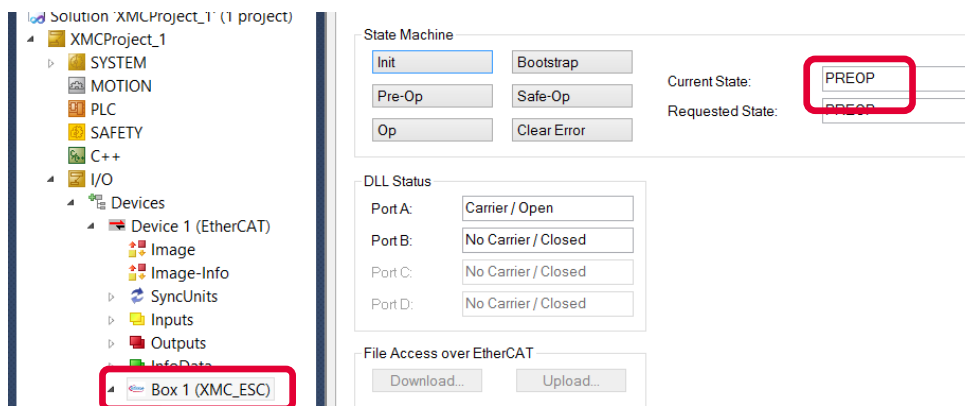 Solution 'XMCProject_1' (1 project)
XMCProject_1
SYSTEM
MOTION
PLC
SAFETY
C++
I/O
Devices
Device 1 (EtherCAT)
Image
Image-Info
SyncUnits
Inputs
Outputs
InfoData
Box 1 (XMC_ESC)
State Machine
Init
Bootstrap
Pre-Op
Safe-Op
Op
Clear Error
Current State:
PREOP
Requested State:
PREOP
DLL Status
Port A:
Carrier / Open
Port B:
No Carrier / Closed
Port C:
No Carrier / Closed
Port D:
No Carrier / Closed
File Access over EtherCAT
Download...
Upload...